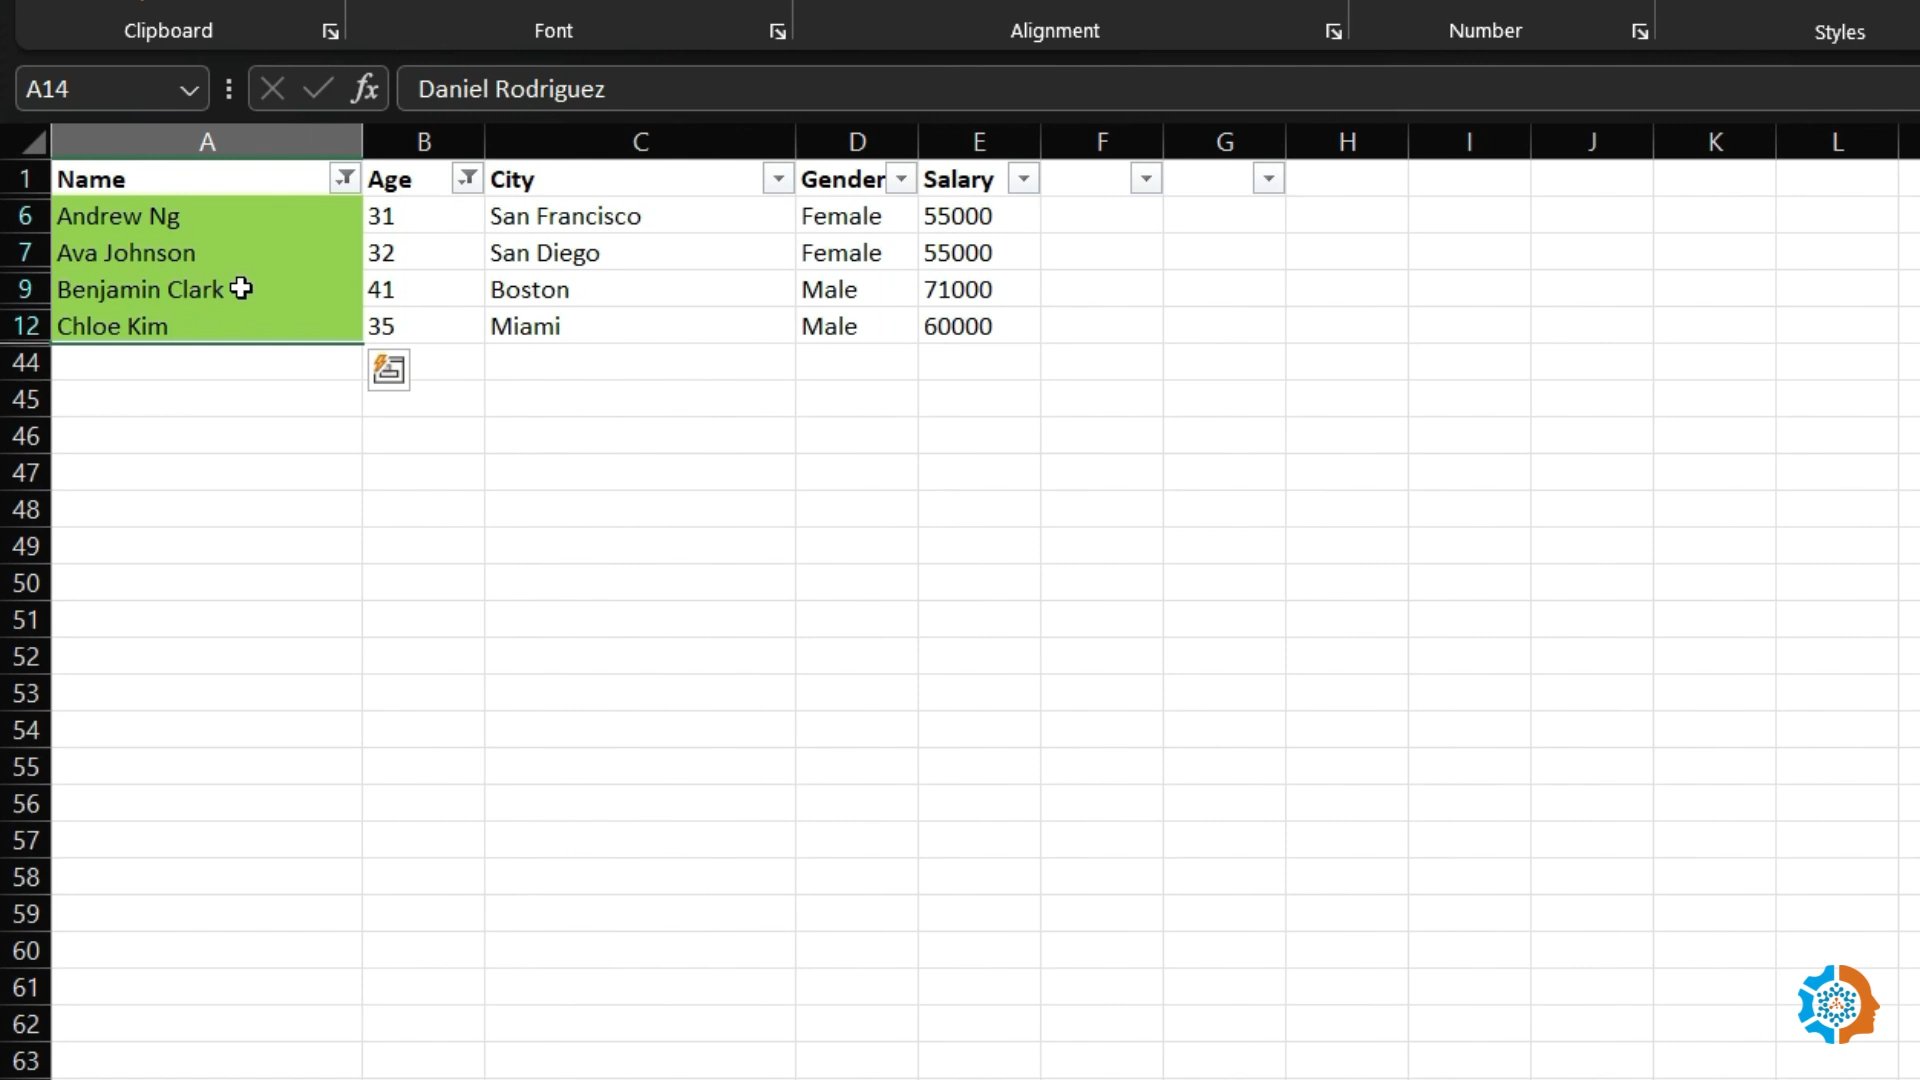 Clipboard Font Alignment Number Styles
A14 fx Daniel Rodriguez
A B C D E F G H I J K L
1 Name Age City Gender Salary
6 Andrew Ng 31 San Francisco Female 55000
7 Ava Johnson 32 San Diego Female 55000
9 Benjamin Clark 41 Boston Male 71000
12 Chloe Kim 35 Miami Male 60000
44
45
46
47
48
49
50
51
52
53
54
55
56
57
58
59
60
61
62
63